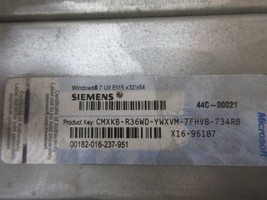 Windows® 7 Ult EMB x32/x64
SIEMENS
44C-00021
Product Key: CMXKB-R36WD-YWXVM-7FHVB-734RB
X16-96187
00182-016-237-951
Microsoft